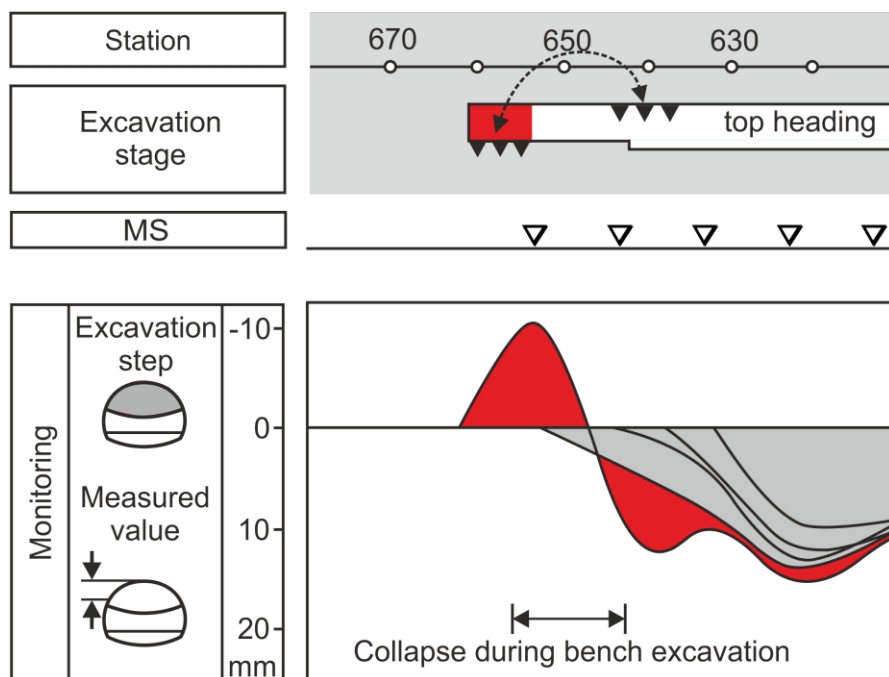 Station
670
650
630
Excavation
stage
top heading
MS
Monitoring
Excavation
step
Measured
value
-10
0
10
20
mm
Collapse during bench excavation